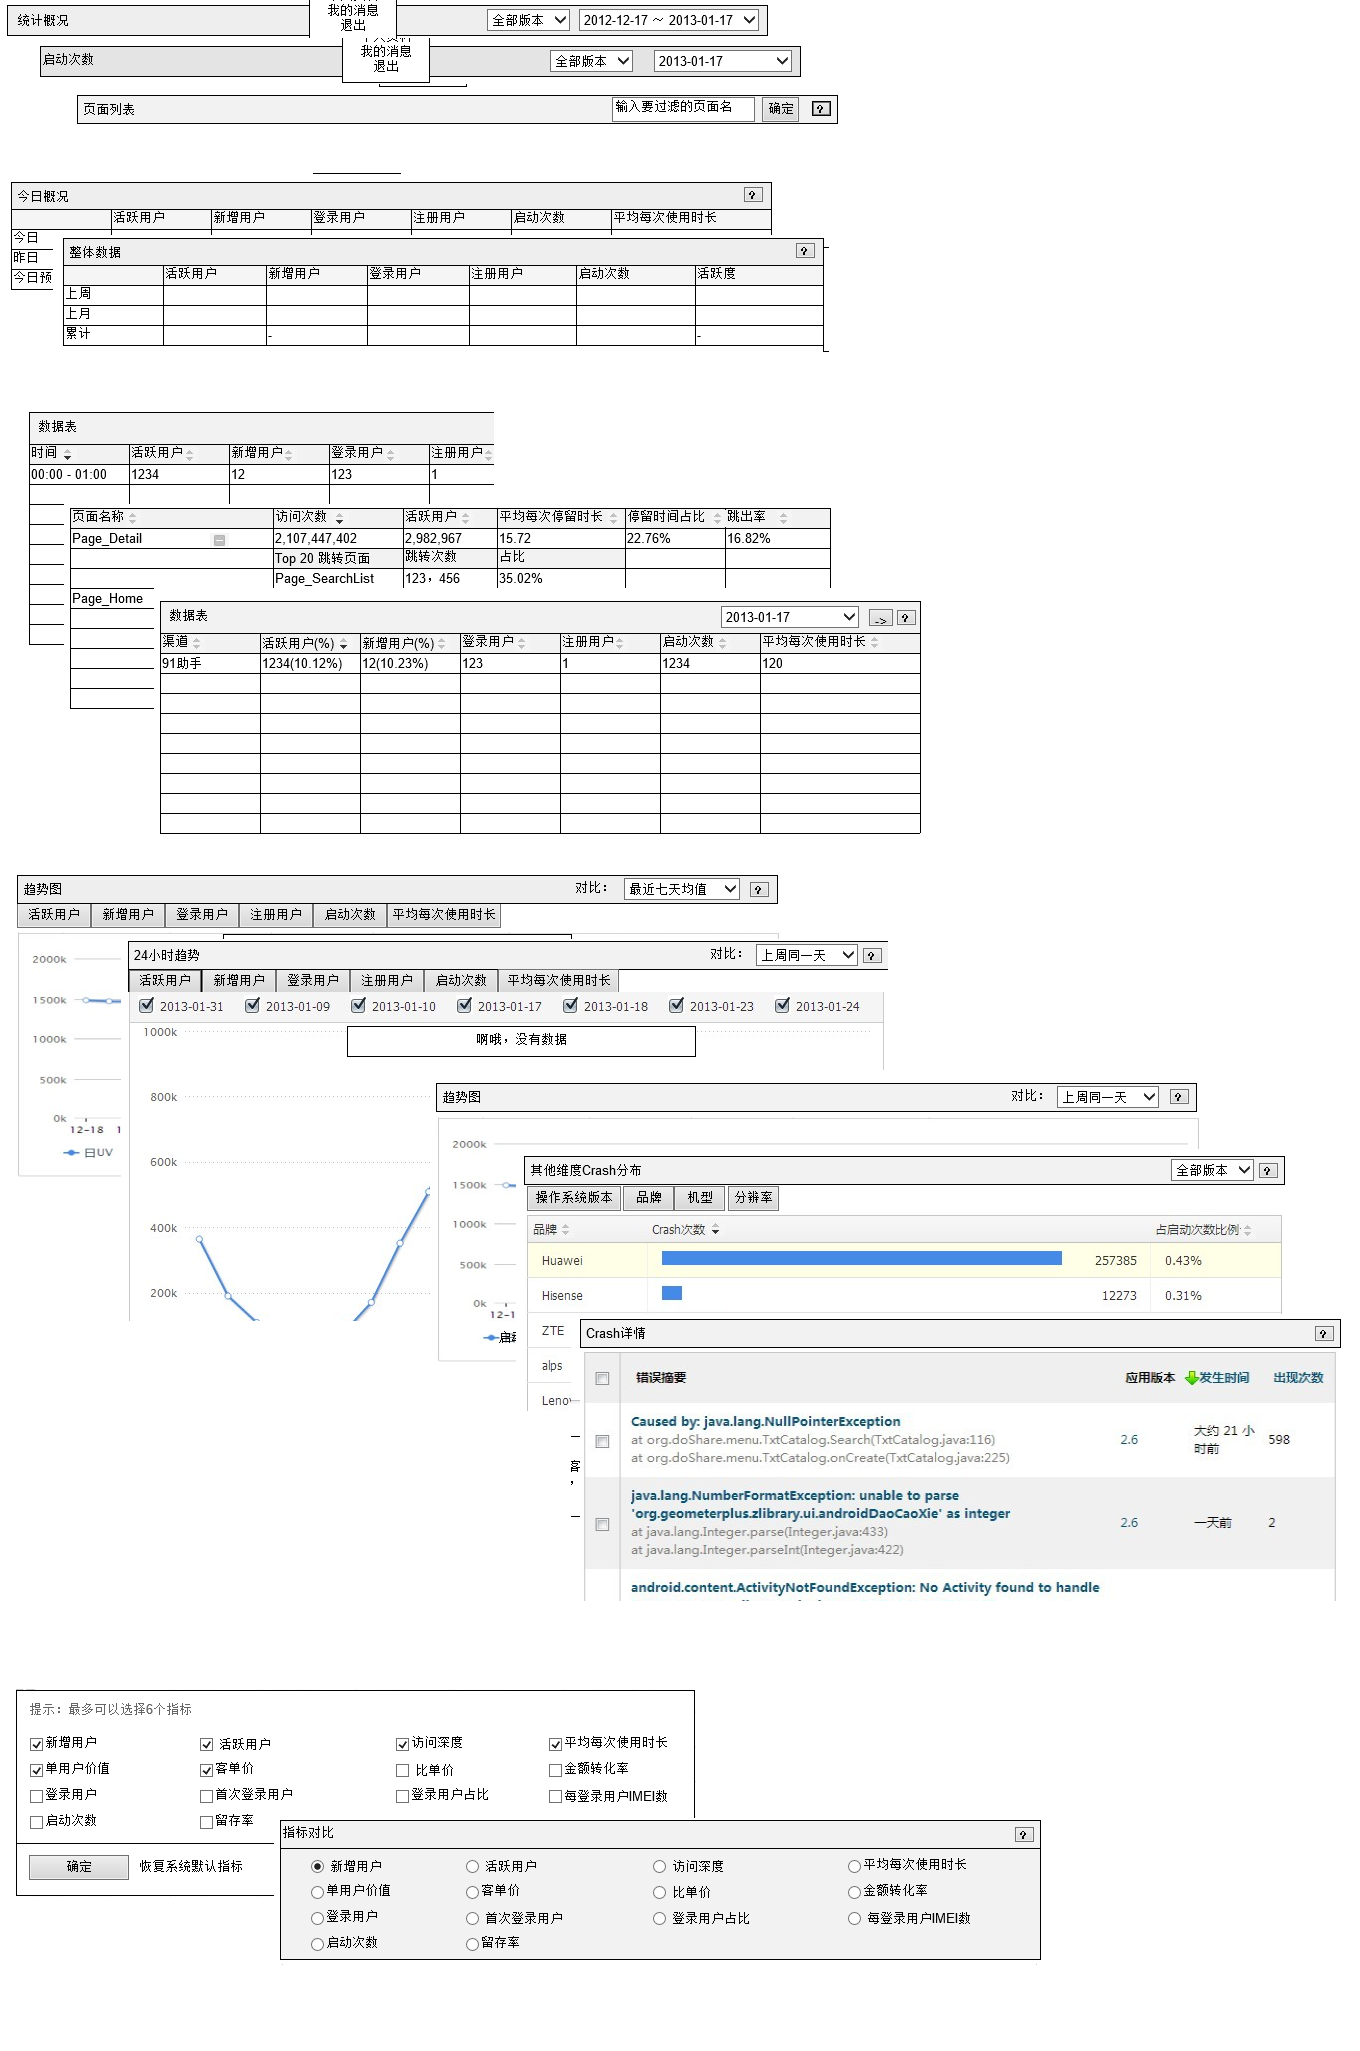 我的消息
退出
统计概况 全部版本 2012-12-17 ~ 2013-01-17
我的消息
退出
启动次数 全部版本 2013-01-17
页面列表 输入要过滤的页面名 确定 ?
今日概况 ?
活跃用户 新增用户 登录用户 注册用户 启动次数 平均每次使用时长
今日
昨日
今日预
整体数据 ?
活跃用户 新增用户 登录用户 注册用户 启动次数 活跃度
上周
上月
累计 - -
数据表
时间 活跃用户 新增用户 登录用户 注册用户
00:00 - 01:00 1234 12 123 1
页面名称 访问次数 活跃用户 平均每次停留时长 停留时间占比 跳出率
Page_Detail 2,107,447,402 2,982,967 15.72 22.76% 16.82%
Top 20 跳转页面 跳转次数 占比
Page_SearchList 123，456 35.02%
Page_Home
数据表 2013-01-17 -> ?
渠道 活跃用户(%) 新增用户(%) 登录用户 注册用户 启动次数 平均每次使用时长
91助手 1234(10.12%) 12(10.23%) 123 1 1234 120
趋势图 对比： 最近七天均值 ?
活跃用户 新增用户 登录用户 注册用户 启动次数 平均每次使用时长
2000k
1500k
1000k
500k
0k
12-18 1
日UV
24小时趋势 对比： 上周同一天 ?
活跃用户 新增用户 登录用户 注册用户 启动次数 平均每次使用时长
2013-01-31 2013-01-09 2013-01-10 2013-01-17 2013-01-18 2013-01-23 2013-01-24
1000k
啊哦，没有数据
800k
600k
400k
200k
趋势图 对比： 上周同一天 ?
2000k
1500k
1000k
500k
0k
12-1
启动
其他维度Crash分布 全部版本 ?
操作系统版本 品牌 机型 分辨率
品牌 Crash次数 占启动次数比例
Huawei 257385 0.43%
Hisense 12273 0.31%
ZTE
alps
Leno
客
，
Crash详情 ?
错误摘要 应用版本 发生时间 出现次数
Caused by: java.lang.NullPointerException
at org.doShare.menu.TxtCatalog.Search(TxtCatalog.java:116)
at org.doShare.menu.TxtCatalog.onCreate(TxtCatalog.java:225)
2.6 大约 21 小
时前 598
java.lang.NumberFormatException: unable to parse
'org.geometerplus.zlibrary.ui.androidDaoCaoXie' as integer
at java.lang.Integer.parse(Integer.java:433)
at java.lang.Integer.parseInt(Integer.java:422)
2.6 一天前 2
android.content.ActivityNotFoundException: No Activity found to handle
提示：最多可以选择6个指标
新增用户 活跃用户 访问深度 平均每次使用时长
单用户价值 客单价 比单价 金额转化率
登录用户 首次登录用户 登录用户占比 每登录用户IMEI数
启动次数 留存率
确定 恢复系统默认指标
指标对比 ?
新增用户 活跃用户 访问深度 平均每次使用时长
单用户价值 客单价 比单价 金额转化率
登录用户 首次登录用户 登录用户占比 每登录用户IMEI数
启动次数 留存率